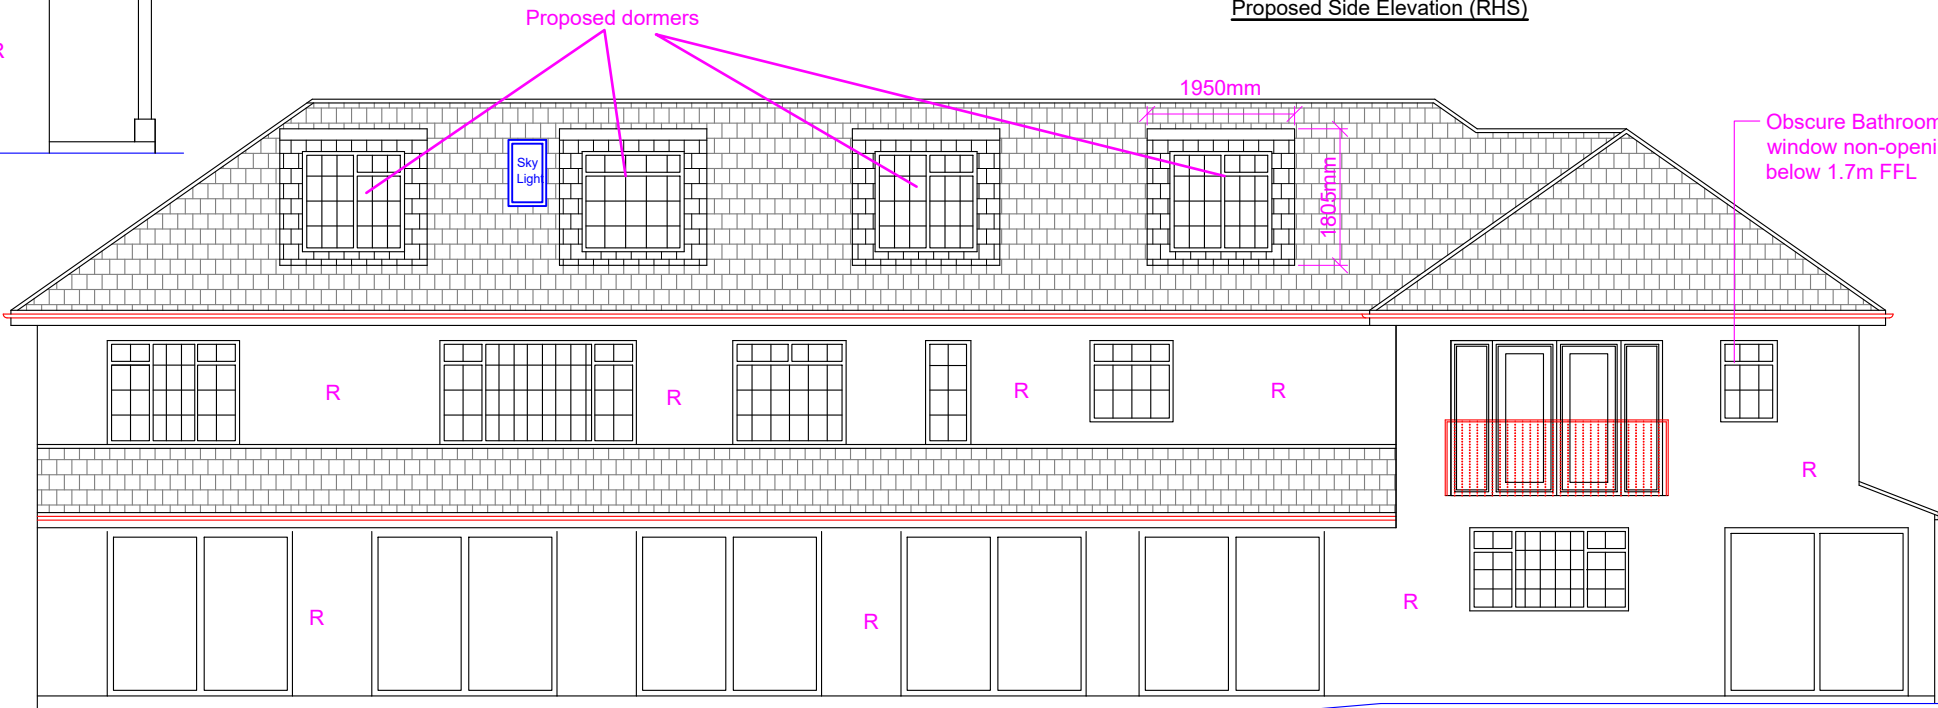 Proposed Side Elevation (RHS)
Proposed dormers
R
1950mm
Obscure Bathroom
window non-openi
below 1.7m FFL
Sky
Light
1805mm
R
R
R
R
R
R
R
R